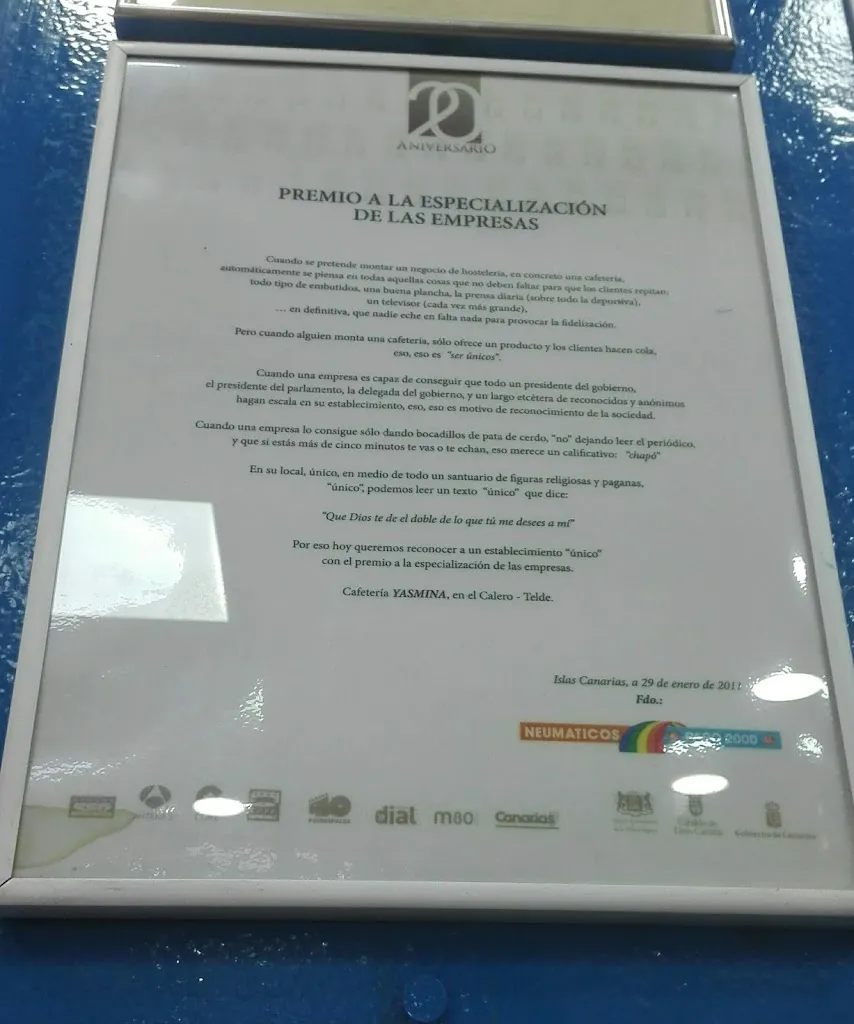 20
ANIVERSARIO
PREMIO A LA ESPECIALIZACIÓN
DE LAS EMPRESAS
Cuando se pretende montar un negocio de hostelería, en concreto una cafetería,
automáticamente se piensa en todas aquellas cosas que no deben faltar para que los clientes repitan:
todo tipo de embutidos, una buena plancha, la prensa diaria (sobre todo la deportiva),
un televisor (cada vez más grande),
... en definitiva, que nadie eche en falta nada para provocar la fidelización.
Pero cuando alguien monta una cafetería, sólo ofrece un producto y los clientes hacen cola,
eso, eso es "ser únicos".
Cuando una empresa es capaz de conseguir que todo un presidente del gobierno,
el presidente del parlamento, la delegada del gobierno, y un largo etcétera de reconocidos y anónimos
hagan escala en su establecimiento, eso, eso es motivo de reconocimiento de la sociedad.
Cuando una empresa lo consigue sólo dando bocadillos de pata de cerdo, "no" dejando leer el periódico,
y que si estás más de cinco minutos te vas o te echan, eso merece un calificativo: "chapó"
En su local, único, en medio de todo un santuario de figuras religiosas y paganas,
"único", podemos leer un texto "único" que dice:
"Que Dios te de el doble de lo que tú me desees a mí"
Por eso hoy queremos reconocer a un establecimiento "único"
con el premio a la especialización de las empresas.
Cafetería YASMINA, en el Calero - Telde.
Islas Canarias, a 29 de enero de 2011
Fdo.:
NEUMATICOS 2000
dial m80 Canarias
Gobierno de Canarias